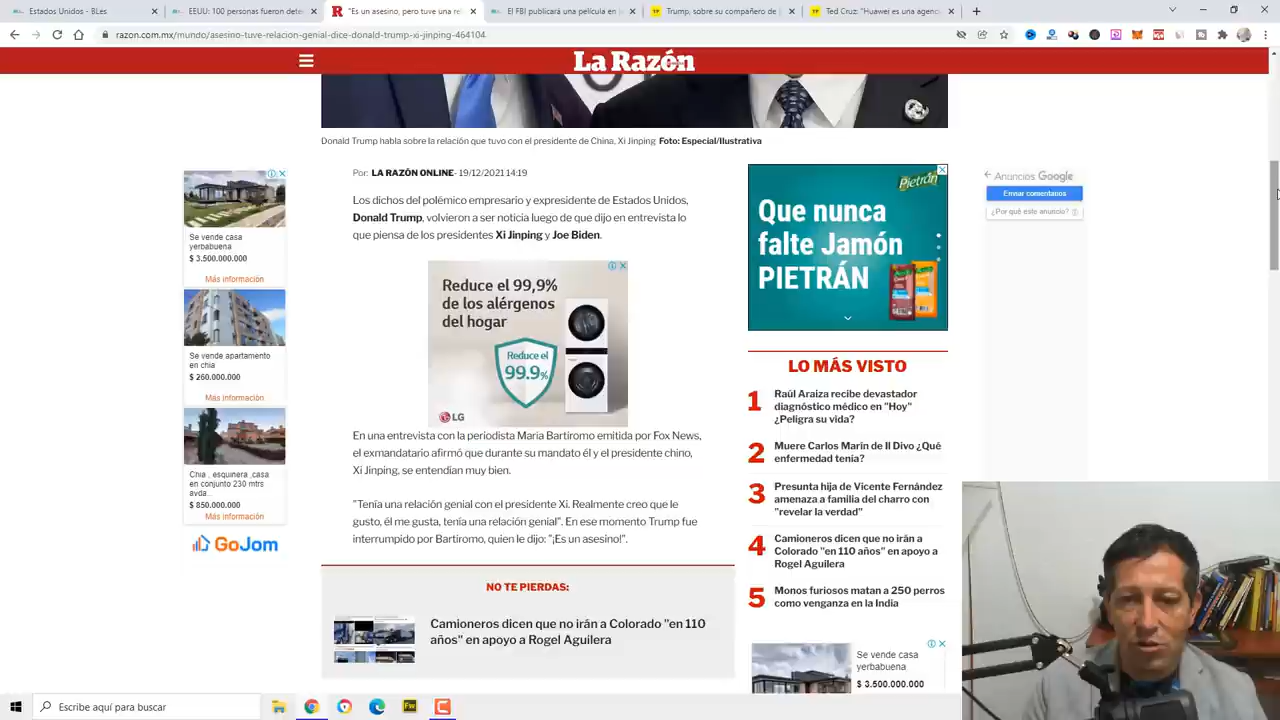 BLes
EEUU: 100 personas fueron dete
"Es asesino, pero tuve una rel
El FBI publicará una película en
Trump, sobre su compañero de
Ted Cruz: "Huawei es una agenc
razon.com.mx/mundo/asesino-tuve-relacion-genial-dice-donald-trump-xi-jinping-464104
La Razón
Donald Trump habla sobre la relación que tuvo con el presidente de China, Xi Jinping Foto: Especial/Ilustrativa
Por: LA RAZÓN ONLINE- 19/12/2021 14:19
Los dichos del polémico empresario y expresidente de Estados Unidos,
Donald Trump, volvieron a ser noticia luego de que dijo en entrevista lo
que piensa de los presidentes Xi Jinping y Joe Biden.
Reduce el 99,9%
de los alérgenos
del hogar
Reduce el
99.9%
LG
En una entrevista con la periodista Maria Bartiromo emitida por Fox News,
el exmandatario afirmó que durante su mandato él y el presidente chino,
Xi Jinping, se entendían muy bien.
"Tenía una relación genial con el presidente Xi. Realmente creo que le
gusto, él me gusta, tenía una relación genial". En ese momento Trump fue
interrumpido por Bartiromo, quien le dijo: "¡Es un asesino!".
NO TE PIERDAS:
Camioneros dicen que no irán a Colorado "en 110
años" en apoyo a Rogel Aguilera
Se vende casa
yerbabuena
$ 3.500.000.000
Más información
Se vende apartamento
en chia
$ 260.000.000
Más información
Chia , esquinera ,casa
en conjunto 230 mtrs
avda..
$ 850.000.000
Más información
GoJom
Pietrán
Que nunca
falte Jamón
PIETRÁN
LO MÁS VISTO
1 Raúl Araiza recibe devastador
diagnóstico médico en "Hoy"
¿Peligra su vida?
2 Muere Carlos Marín de Il Divo ¿Qué
enfermedad tenía?
3 Presunta hija de Vicente Fernández
amenaza a familia del charro con
"revelar la verdad"
4 Camioneros dicen que no irán a
Colorado "en 110 años" en apoyo a
Rogel Aguilera
5 Monos furiosos matan a 250 perros
como venganza en la India
Se vende casa
yerbabuena
$ 3.500.000.000
Anuncios Google
Enviar comentarios
¿Por qué este anuncio?
Escribe aquí para buscar
Fw